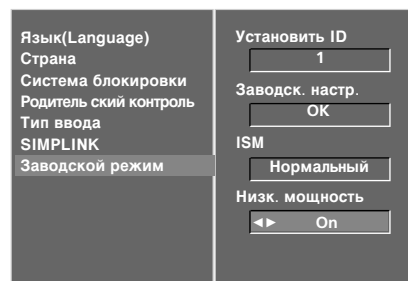 Язык(Language)
Страна
Система блокировки
Родитель ский контроль
Тип ввода
SIMPLINK
Заводской режим
Установить ID
1
Заводск. настр.
OK
ISM
Нормальный
Низк. мощность
◄► On